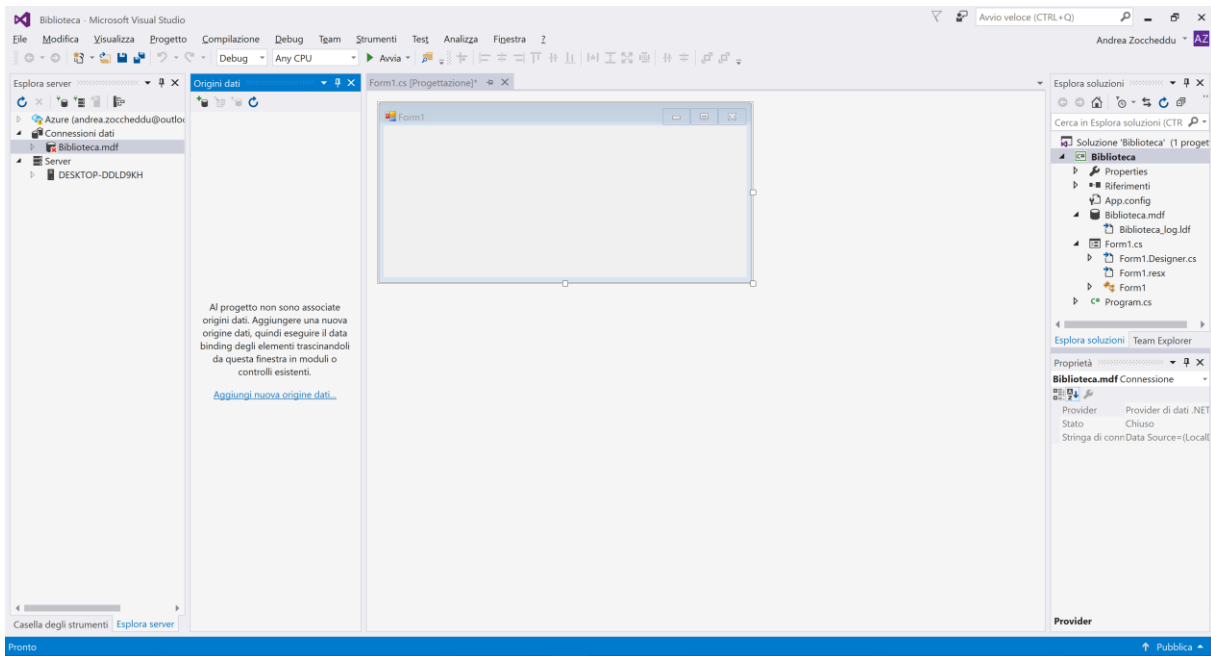 Biblioteca - Microsoft Visual Studio
Avvio veloce (CTRL+Q)
File Modifica Visualizza Progetto Compilazione Debug Team Strumenti Test Analizza Finestra ?
Andrea Zoccheddu AZ
Debug Any CPU Avvia
Esplora server
Azure (andrea.zoccheddu@outloo
Connessioni dati
Biblioteca.mdf
Server
DESKTOP-DDLD9KH
Casella degli strumenti Esplora server
Origini dati
Al progetto non sono associate
origini dati. Aggiungere una nuova
origine dati, quindi eseguire il data
binding degli elementi trascinandoli
da questa finestra in moduli o
controlli esistenti.
Aggiungi nuova origine dati...
Form1.cs [Progettazione]*
Form1
Esplora soluzioni
Cerca in Esplora soluzioni (CTR
Soluzione 'Biblioteca' (1 proget
Biblioteca
Properties
Riferimenti
App.config
Biblioteca.mdf
Biblioteca_log.ldf
Form1.cs
Form1.Designer.cs
Form1.resx
Form1
Program.cs
Esplora soluzioni Team Explorer
Proprietà
Biblioteca.mdf Connessione
Provider Provider di dati .NET
Stato Chiuso
Stringa di conn Data Source=(LocalD
Provider
Pronto
Pubblica